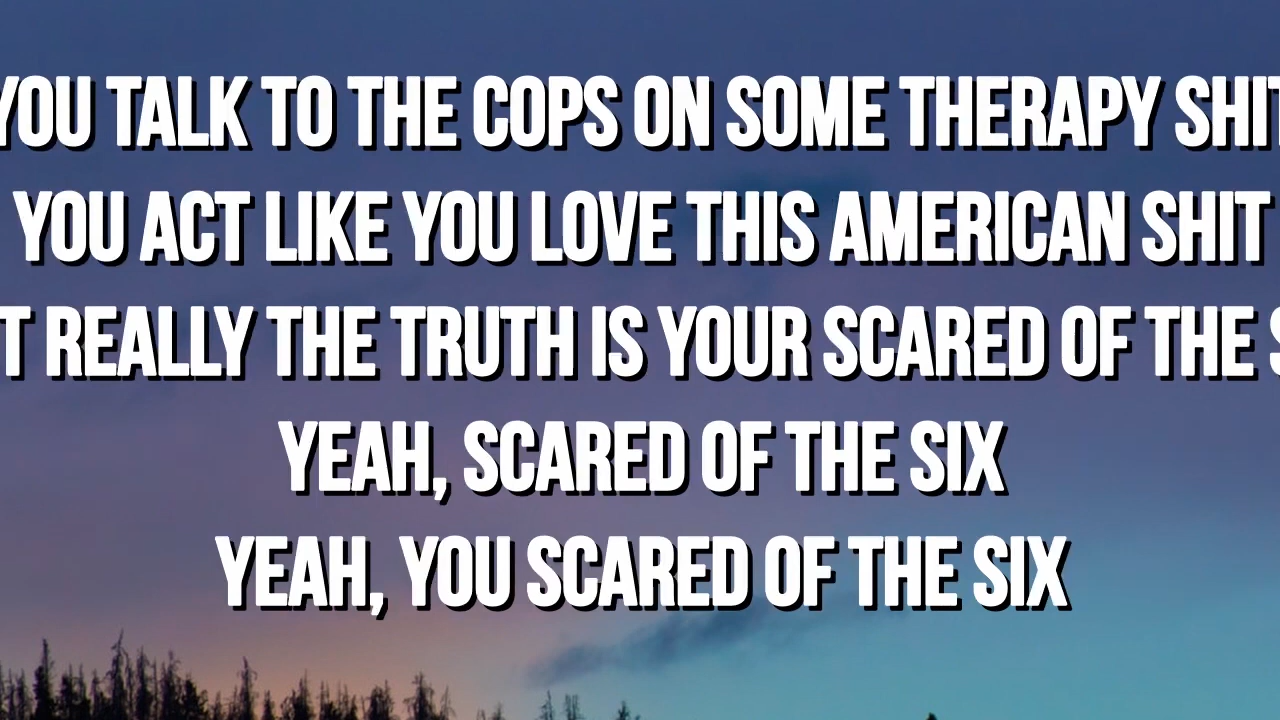 YOU TALK TO THE COPS ON SOME THERAPY SHIT
YOU ACT LIKE YOU LOVE THIS AMERICAN SHIT
T REALLY THE TRUTH IS YOUR SCARED OF THE S
YEAH, SCARED OF THE SIX
YEAH, YOU SCARED OF THE SIX